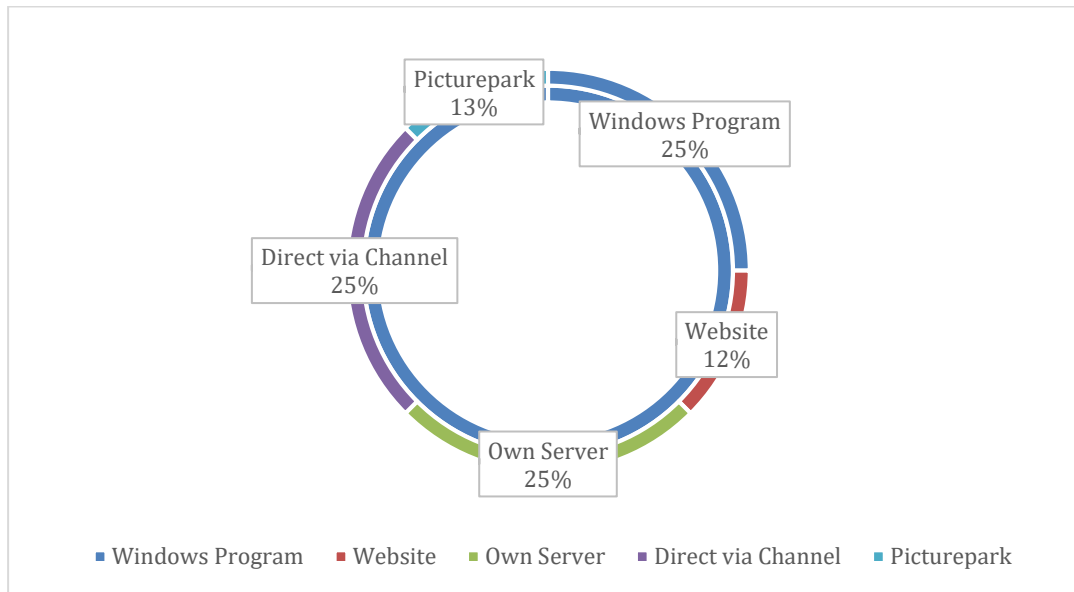 Picturepark
13%
Windows Program
25%
Direct via Channel
25%
Website
12%
Own Server
25%
Windows Program Website Own Server Direct via Channel Picturepark